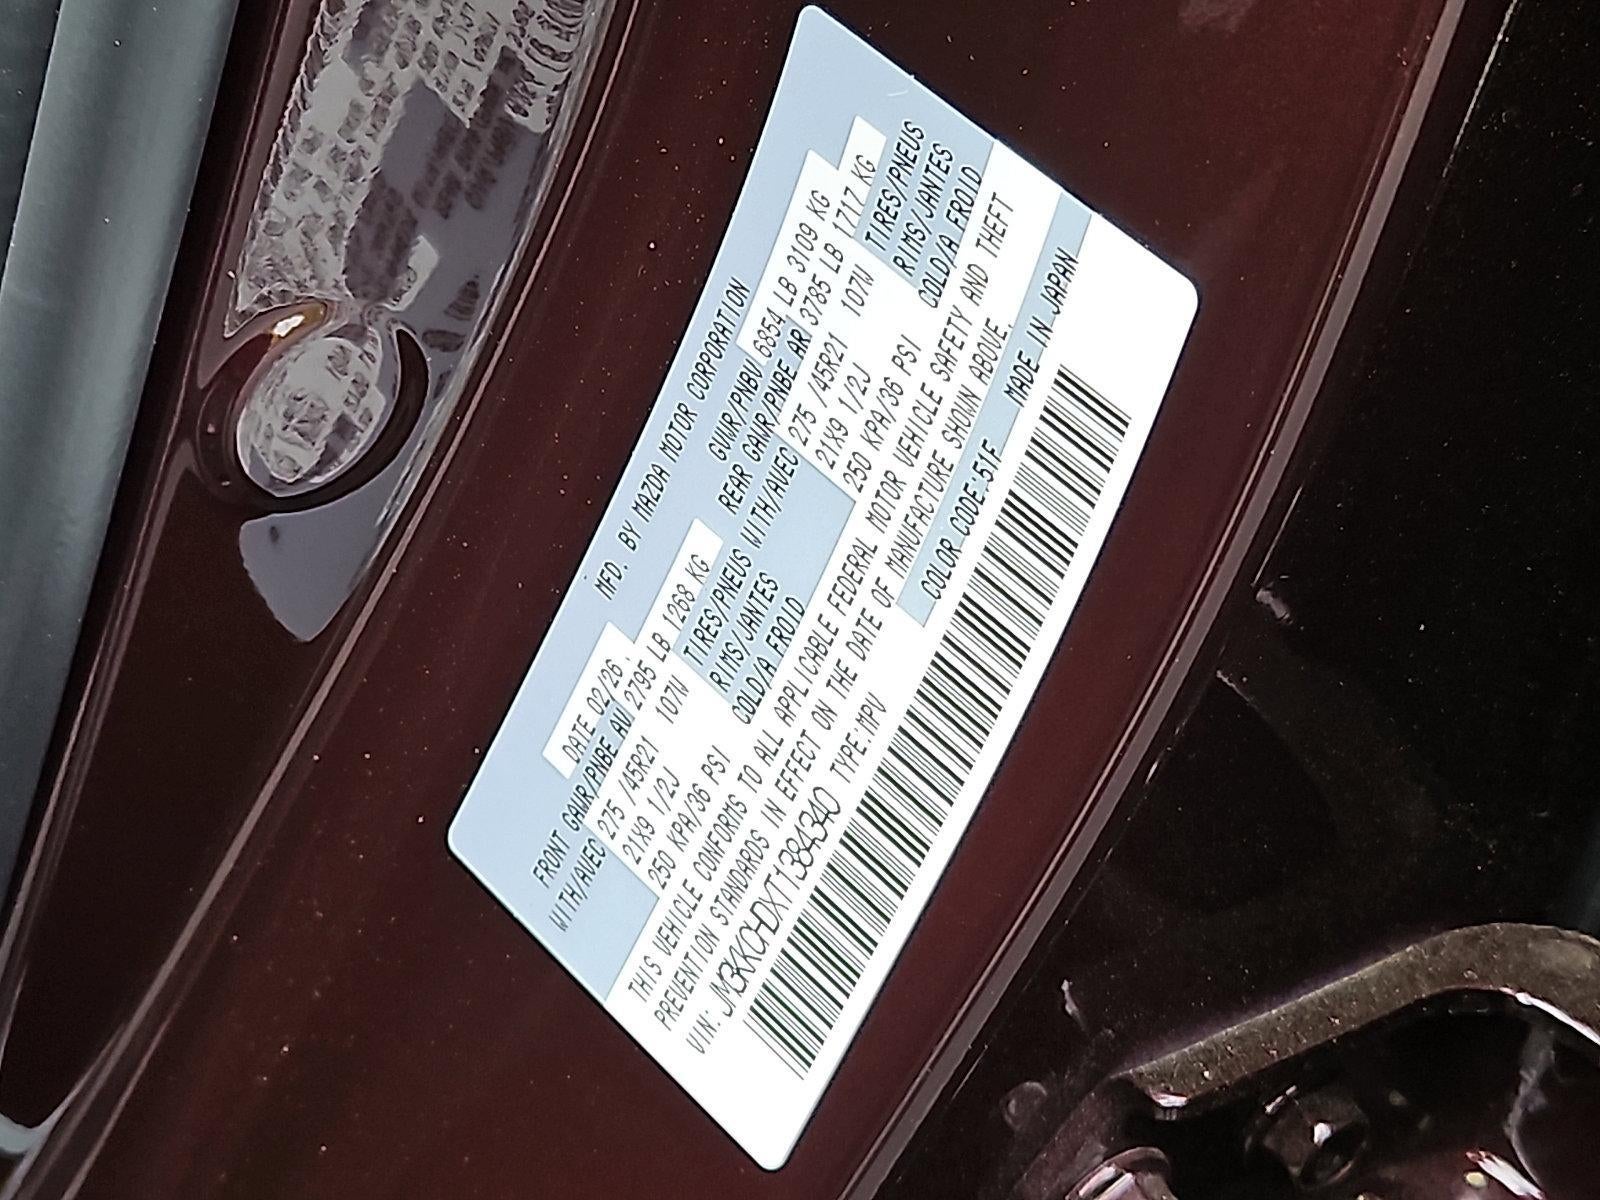 MFD. BY MAZDA MOTOR CORPORATION
DATE 02/26 GVWR/PNBV 6854 LB 3109 KG
FRONT GAWR/PNBE AV 2795 LB 1268 KG REAR GAWR/PNBE AR 3785 LB 1717 KG
WITH/AVEC 275 /45R21 107W TIRES/PNEUS WITH/AVEC 275 /45R21 107W TIRES/PNEUS
21X9 1/2J RIMS/JANTES 21X9 1/2J RIMS/JANTES
250 KPA/36 PSI COLD/A FROID 250 KPA/36 PSI COLD/A FROID
THIS VEHICLE CONFORMS TO ALL APPLICABLE FEDERAL MOTOR VEHICLE SAFETY AND THEFT
PREVENTION STANDARDS IN EFFECT ON THE DATE OF MANUFACTURE SHOWN ABOVE.
VIN: JM3KKCHDXT1384340 TYPE:MPV COLOR CODE:51F MADE IN JAPAN